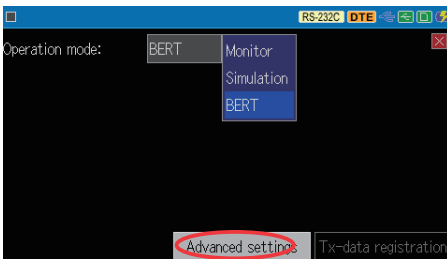 RS-232C DTE
Operation mode: BERT
Monitor
Simulation
BERT
Advanced settings Tx-data registration